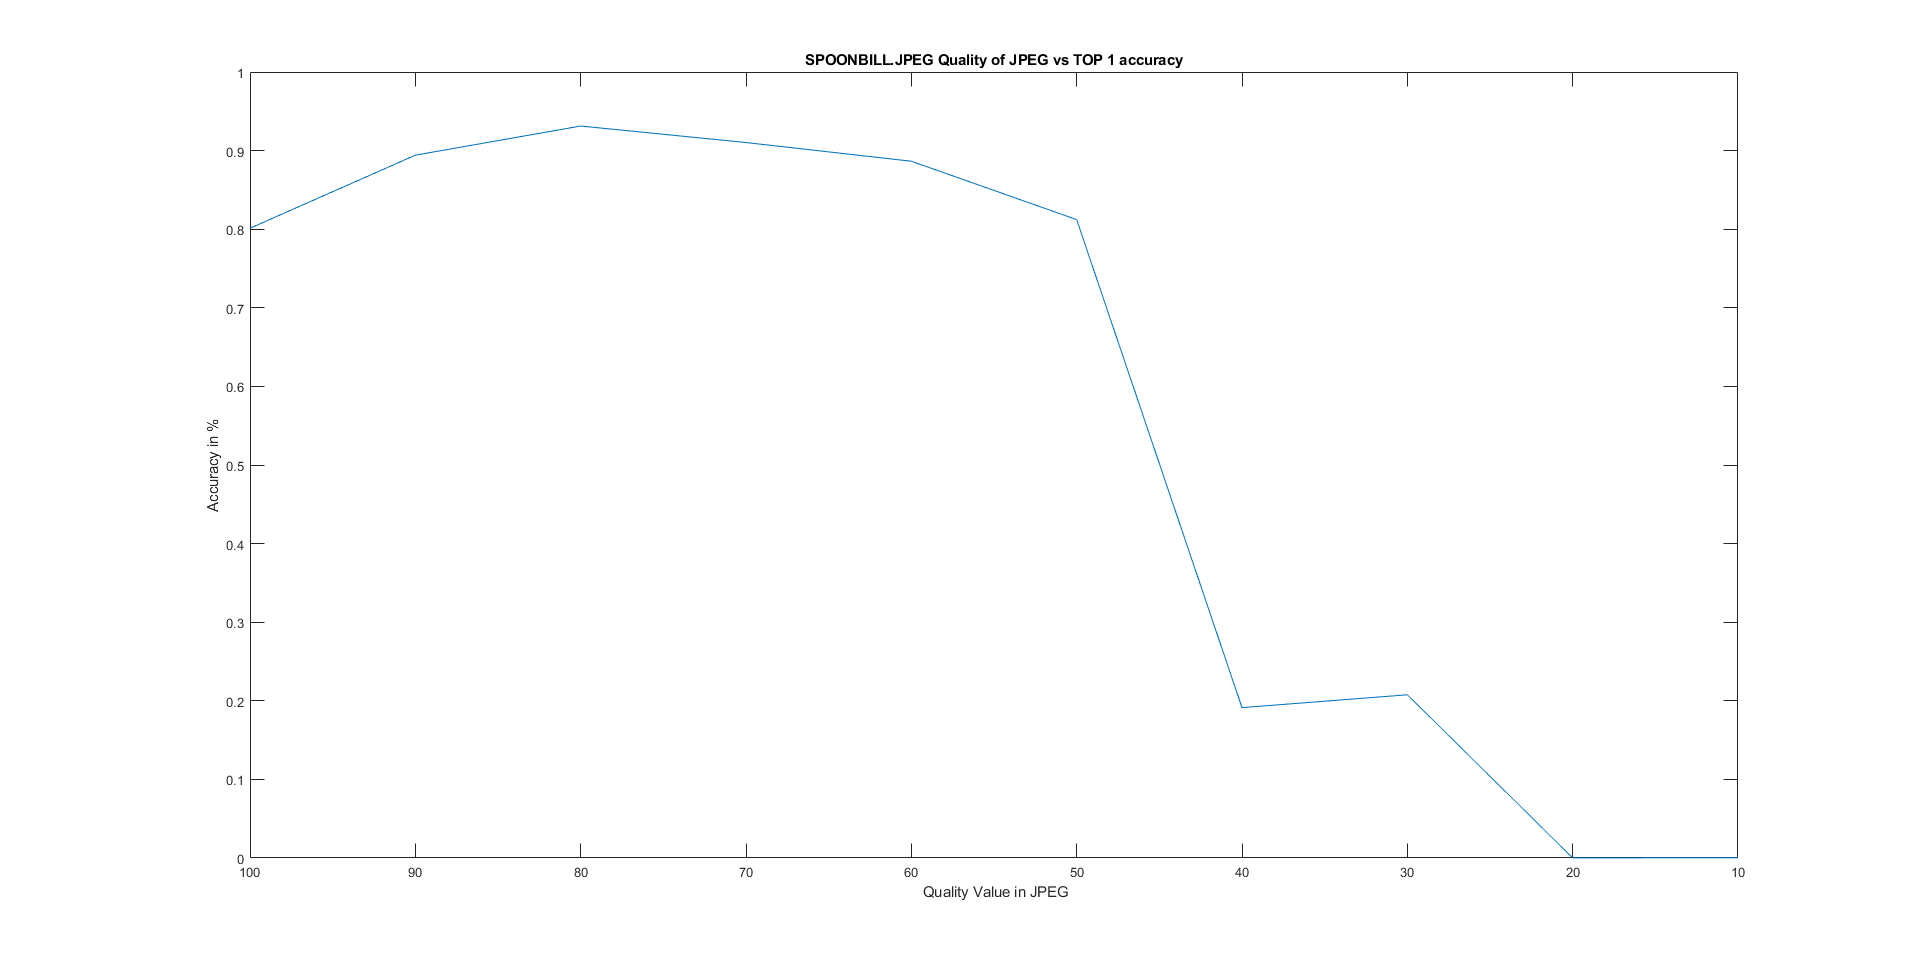 SPOONBILL.JPEG Quality of JPEG vs TOP 1 accuracy
1
0.9
0.8
0.7
0.6
0.5
0.4
0.3
0.2
0.1
0
Accuracy in %
100 90 80 70 60 50 40 30 20 10
Quality Value in JPEG